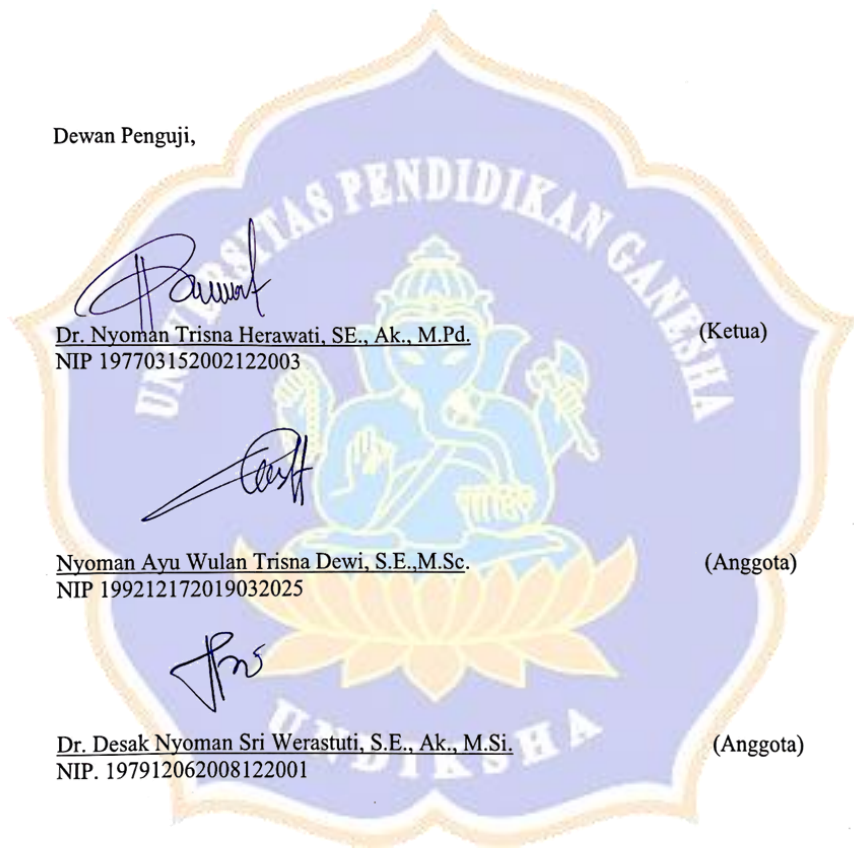 Dewan Penguji,
UNIVERSITAS PENDIDIKAN GANESHA
Dr. Nyoman Trisna Herawati, SE., Ak., M.Pd. (Ketua)
NIP 197703152002122003
Nyoman Ayu Wulan Trisna Dewi, S.E.,M.Sc. (Anggota)
NIP 199212172019032025
UNDIKSHA
Dr. Desak Nyoman Sri Werastuti, S.E., Ak., M.Si. (Anggota)
NIP. 197912062008122001